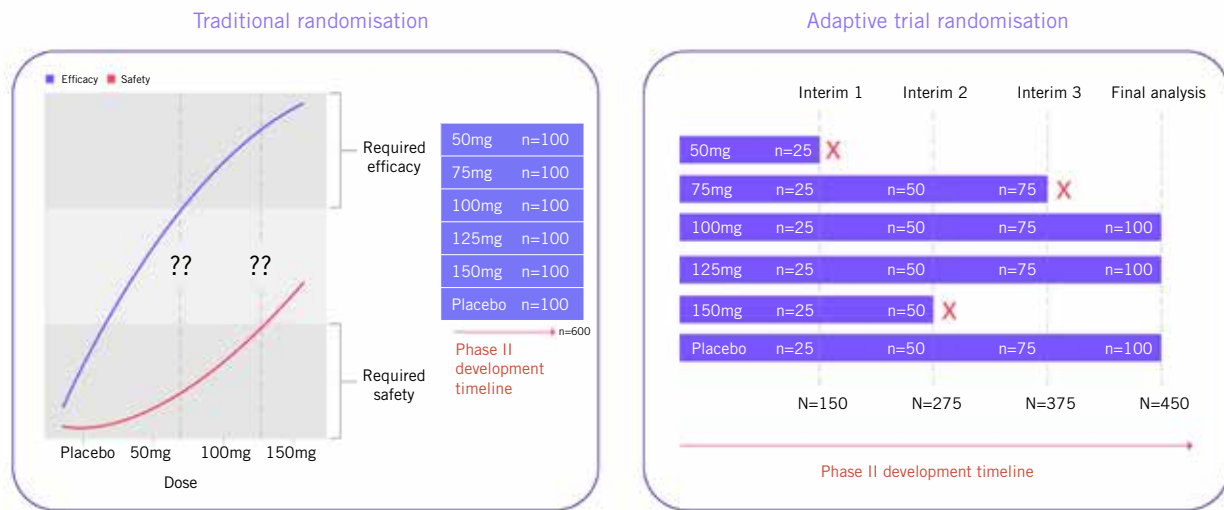 Traditional randomisation
Efficacy Safety
Required
efficacy
?? ??
Required
safety
Placebo 50mg 100mg 150mg
Dose
50mg n=100
75mg n=100
100mg n=100
125mg n=100
150mg n=100
Placebo n=100
n=600
Phase II
development
timeline
Adaptive trial randomisation
Interim 1 Interim 2 Interim 3 Final analysis
50mg n=25 X
75mg n=25 n=50 n=75 X
100mg n=25 n=50 n=75 n=100
125mg n=25 n=50 n=75 n=100
150mg n=25 n=50 X
Placebo n=25 n=50 n=75 n=100
N=150 N=275 N=375 N=450
Phase II development timeline